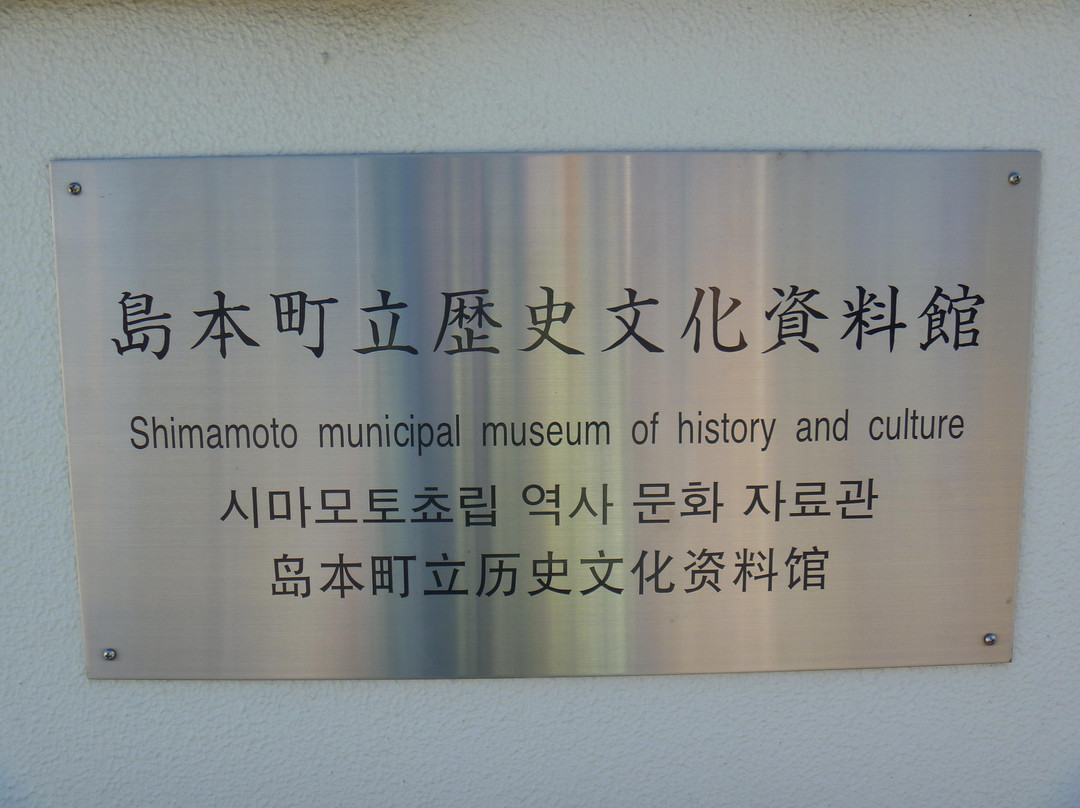 島本町立歴史文化資料館
Shimamoto municipal museum of history and culture
시마모토쵸립 역사 문화 자료관
岛本町立历史文化资料馆